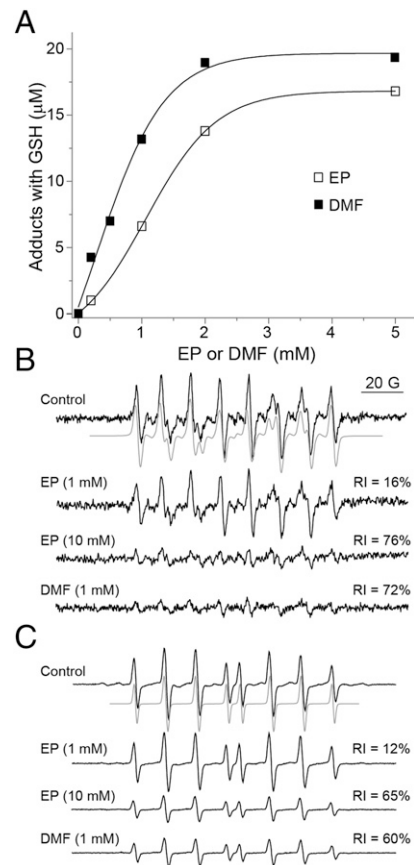 A
20
15
10
5
0
Adducts with GSH (μM)
EP
DMF
0 1 2 3 4 5
EP or DMF (mM)
B
20 G
Control
EP (1 mM) RI = 16%
EP (10 mM) RI = 76%
DMF (1 mM) RI = 72%
C
Control
EP (1 mM) RI = 12%
EP (10 mM) RI = 65%
DMF (1 mM) RI = 60%